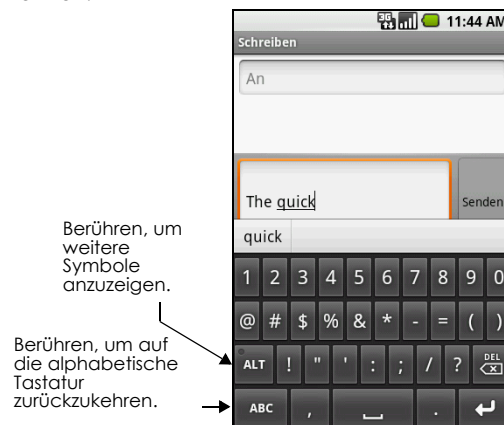 3G 11:44 AM
Schreiben
An
The quick
Senden
quick
Berühren, um
weitere
Symbole
anzuzeigen.
1 2 3 4 5 6 7 8 9 0
@ # $ % & * - = ( )
ALT ! " ' : ; / ? DEL
Berühren, um auf
die alphabetische
Tastatur
zurückzukehren.
ABC , .